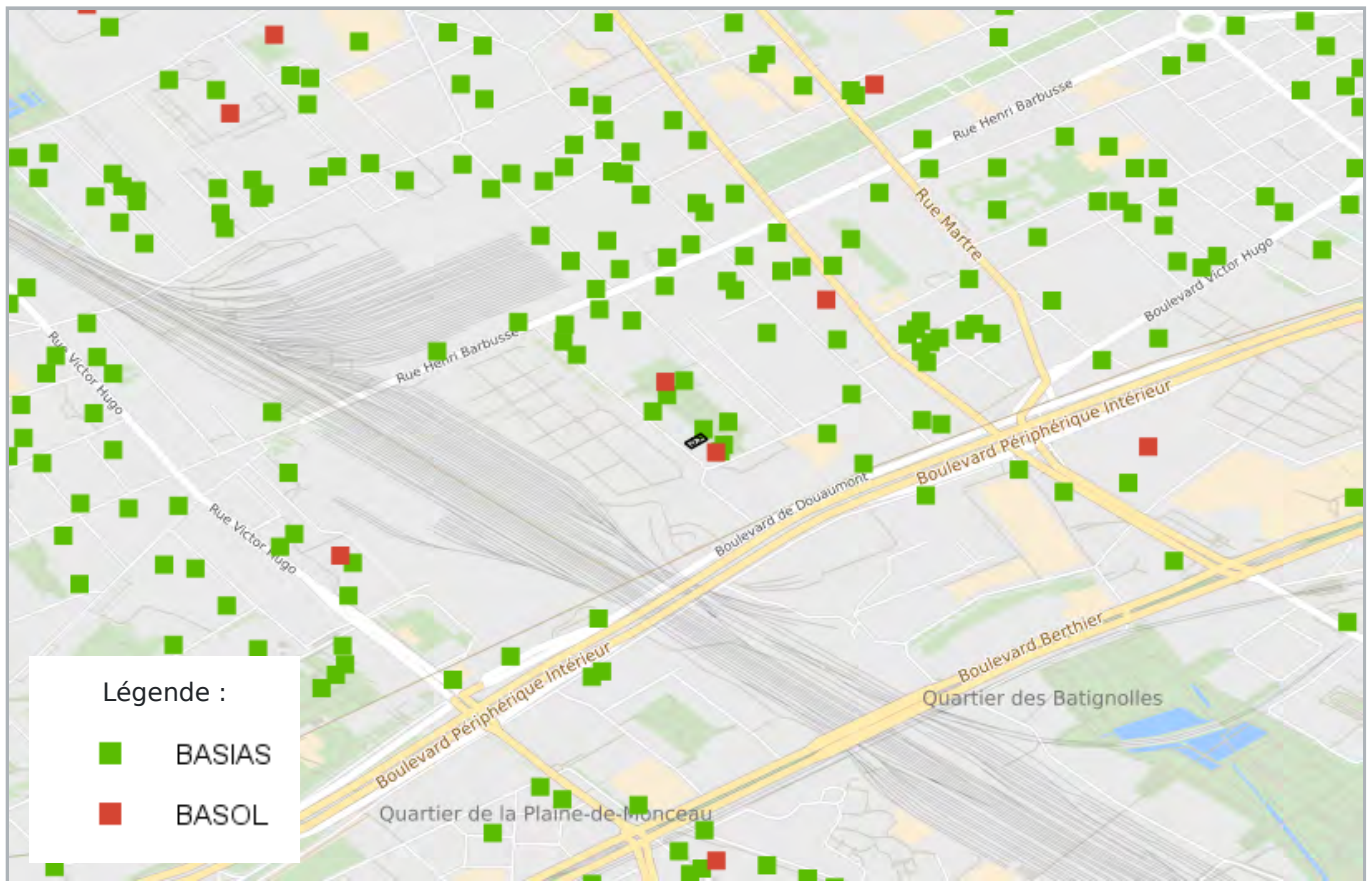 Rue Henri Barbusse
Rue Martre
Boulevard Victor Hugo
Rue Henri Barbusse
Rue Victor Hugo
Boulevard Périphérique Intérieur
Boulevard de Douaumont
Rue Victor Hugo
Boulevard Berthier
Boulevard Périphérique Intérieur
Quartier des Batignolles
Quartier de la Plaine-de-Monceau
Légende :
BASIAS
BASOL